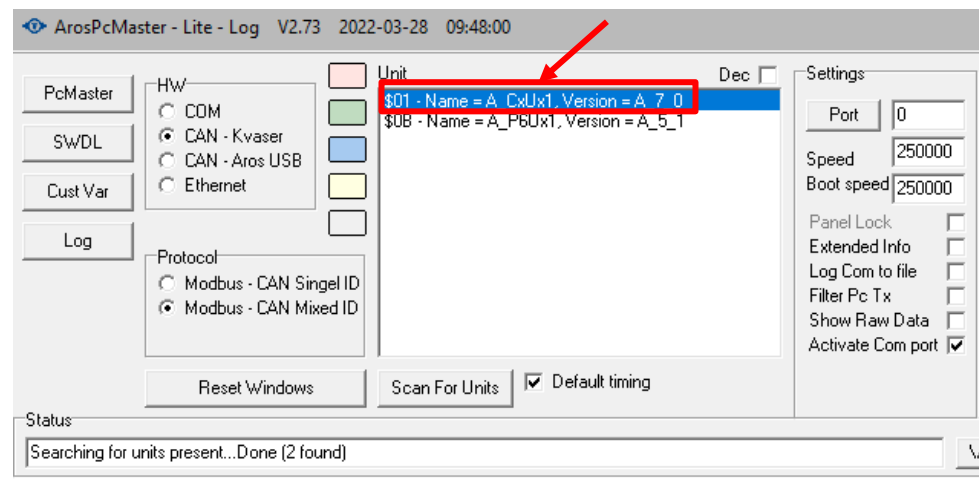 ArosPcMaster - Lite - Log V2.73 2022-03-28 09:48:00
PcMaster
SWDL
Cust Var
Log
HW
COM
CAN - Kvaser
CAN - Aros USB
Ethernet
Protocol
Modbus - CAN Singel ID
Modbus - CAN Mixed ID
Reset Windows
Unit
Dec
$01 - Name = A_CxUx1, Version = A_7_0
$0B - Name = A_P6Ux1, Version = A_5_1
Scan For Units
Default timing
Settings
Port 0
Speed 250000
Boot speed 250000
Panel Lock
Extended Info
Log Com to file
Filter Pc Tx
Show Raw Data
Activate Com port
Status
Searching for units present...Done (2 found)